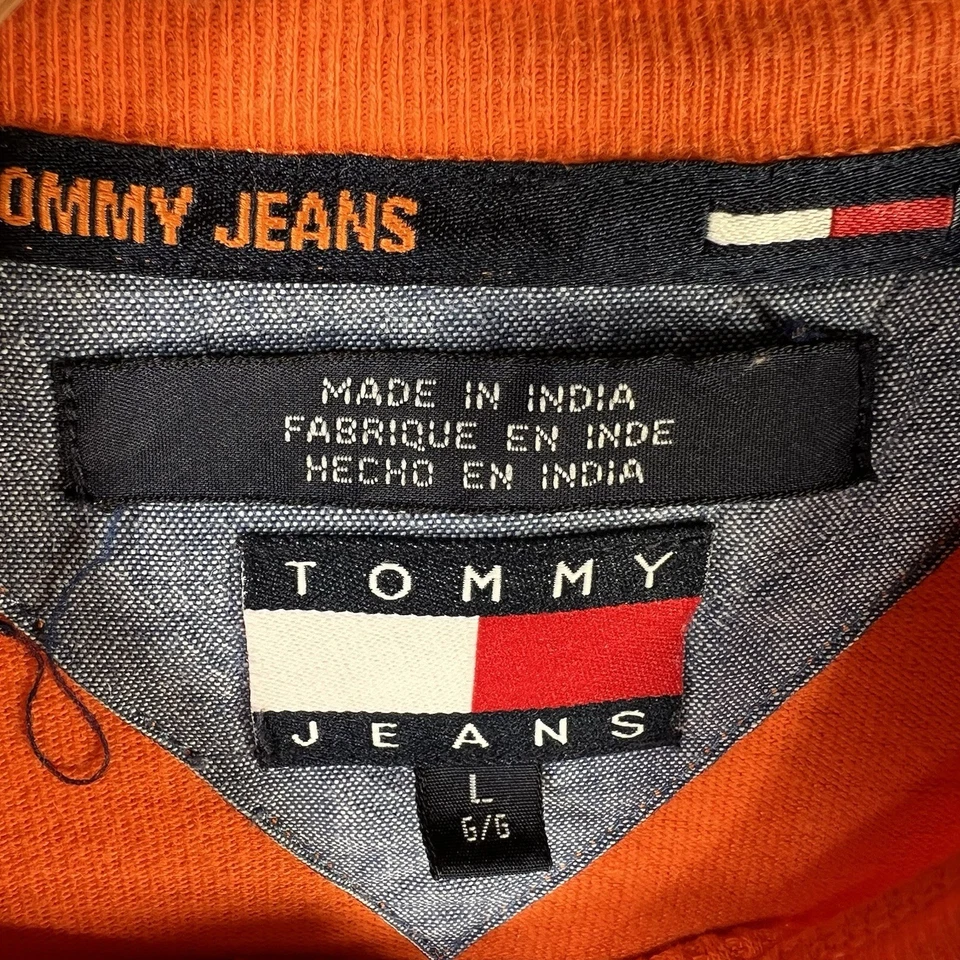 OMMY JEANS
MADE IN INDIA
FABRIQUE EN INDE
HECHO EN INDIA
TOMMY
JEANS
L
G/G